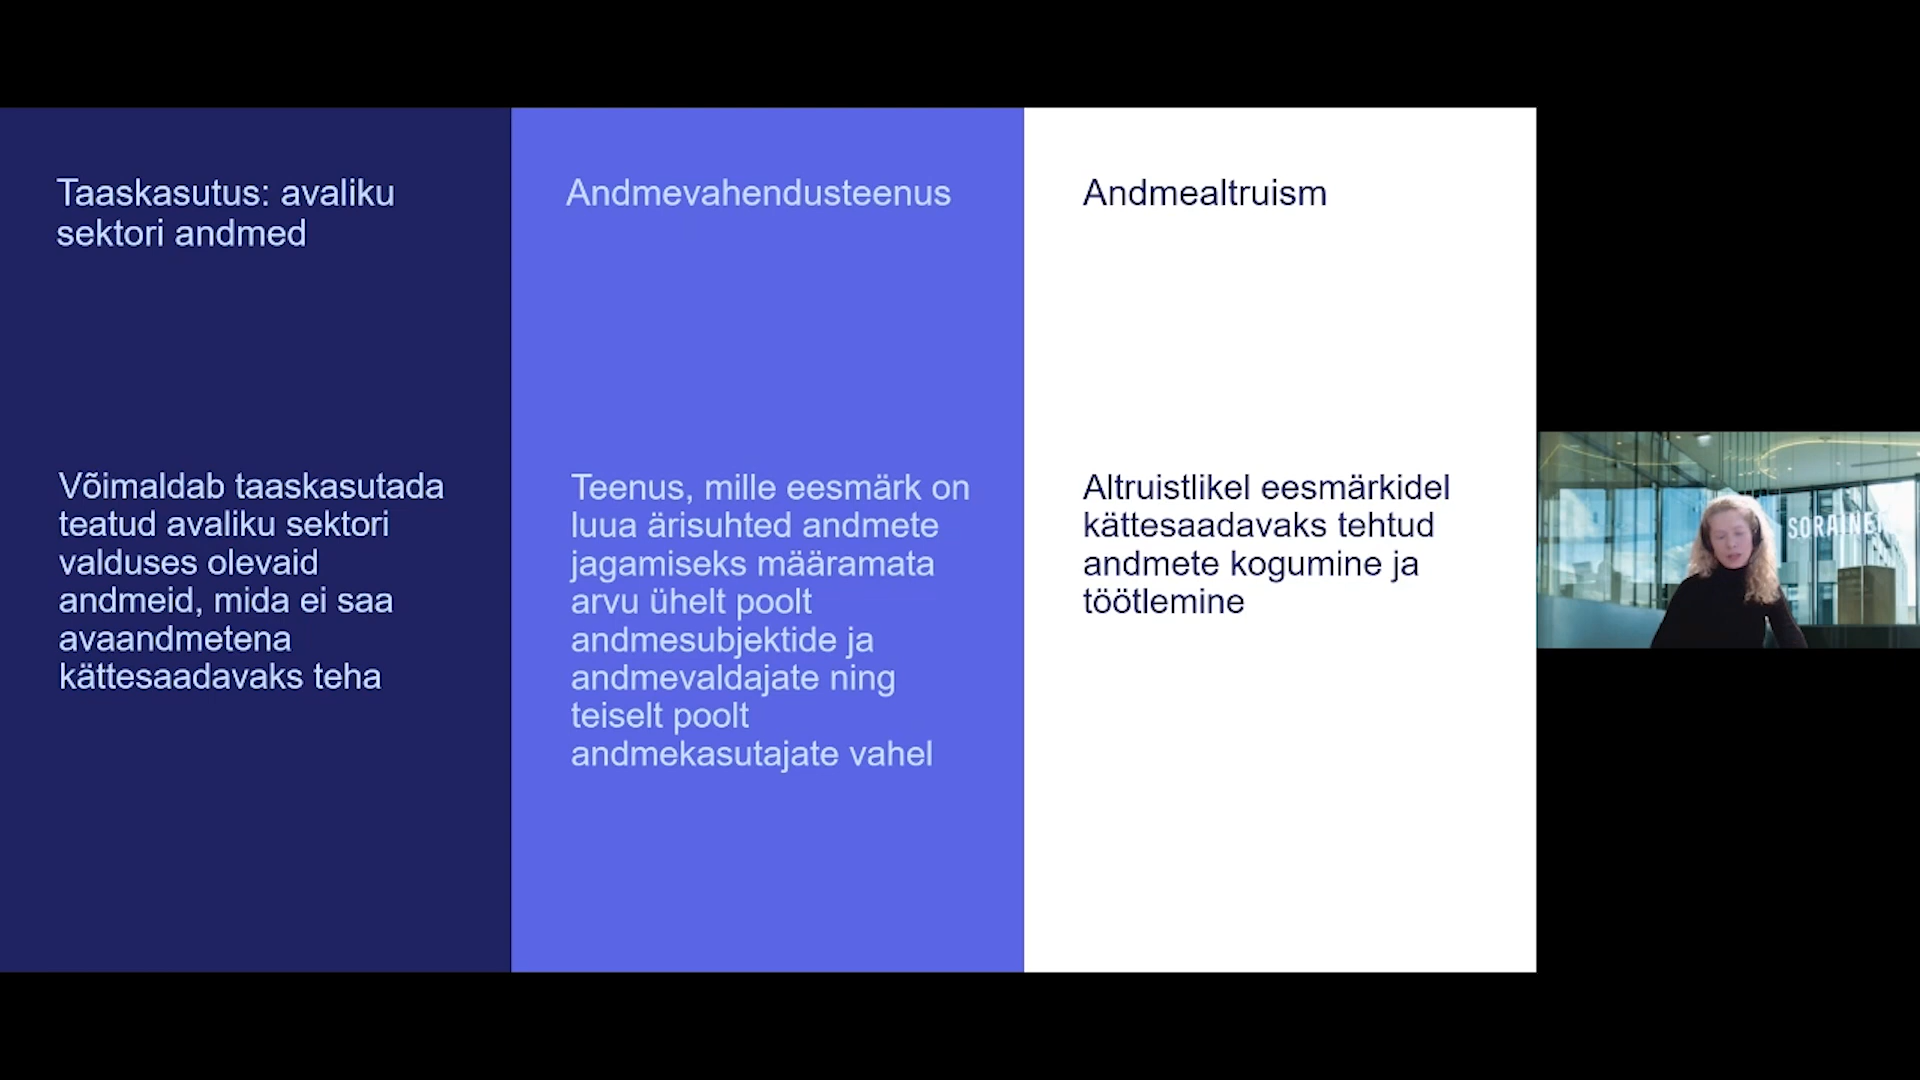 Taaskasutus: avaliku
sektori andmed
Võimaldab taaskasutada
teatud avaliku sektori
valduses olevaid
andmeid, mida ei saa
avaandmetena
kättesaadavaks teha
Andmevahendusteenus
Teenus, mille eesmärk on
luua ärisuhted andmete
jagamiseks määramata
arvu ühelt poolt
andmesubjektide ja
andmevaldajate ning
teiselt poolt
andmekasutajate vahel
Andmealtruism
Altruistlikel eesmärkidel
kättesaadavaks tehtud
andmete kogumine ja
töötlemine
SORAINEN